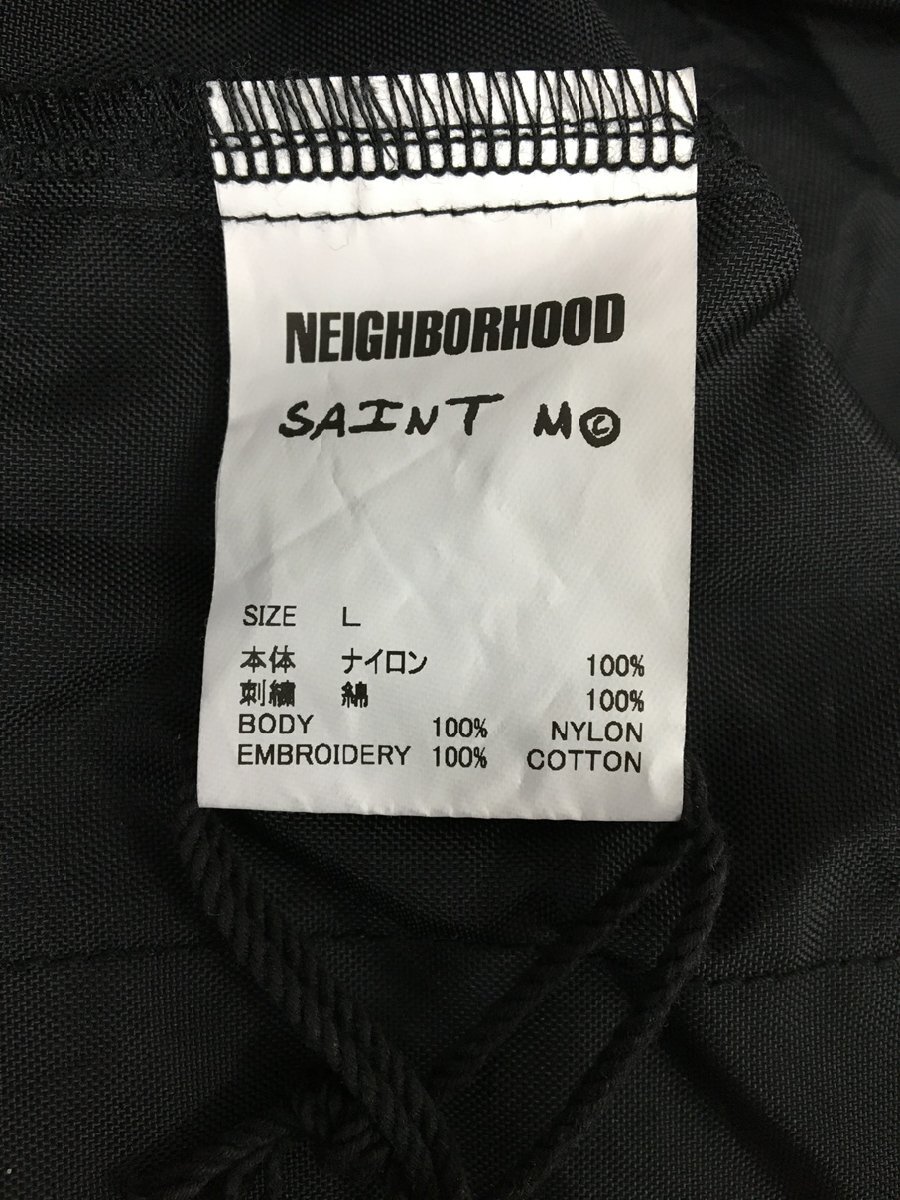 NEIGHBORHOOD
SAINT M©
SIZE L
本体 ナイロン 100%
刺繍 綿 100%
BODY 100% NYLON
EMBROIDERY 100% COTTON